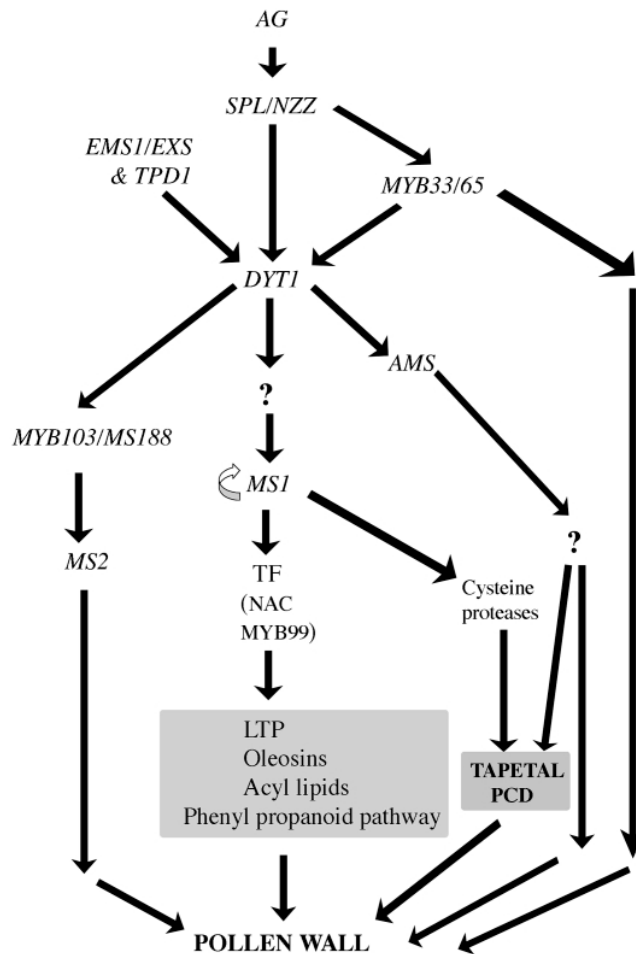 AG
SPL/NZZ
EMS1/EXS
& TPD1
MYB33/65
DYT1
AMS
?
MYB103/MS188
MS1
?
MS2
TF
(NAC
MYB99)
Cysteine
proteases
LTP
Oleosins
Acyl lipids
Phenyl propanoid pathway
TAPETAL
PCD
POLLEN WALL